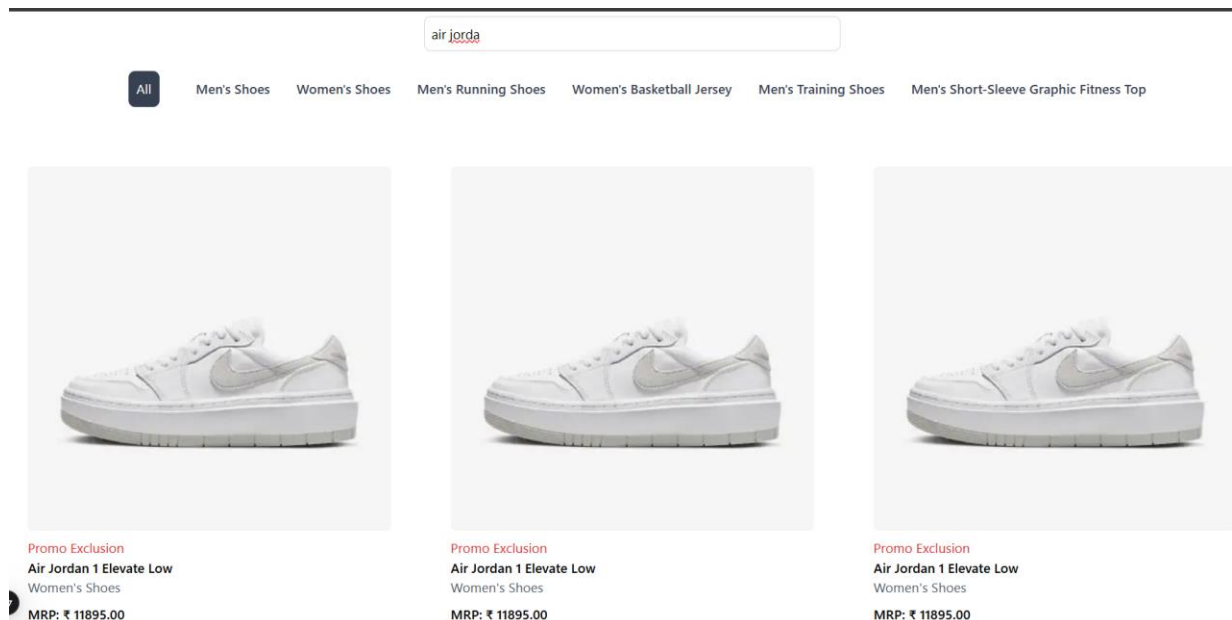 air jorda
All Men's Shoes Women's Shoes Men's Running Shoes Women's Basketball Jersey Men's Training Shoes Men's Short-Sleeve Graphic Fitness Top
Promo Exclusion Promo Exclusion Promo Exclusion
Air Jordan 1 Elevate Low Air Jordan 1 Elevate Low Air Jordan 1 Elevate Low
Women's Shoes Women's Shoes Women's Shoes
MRP: ₹ 11895.00 MRP: ₹ 11895.00 MRP: ₹ 11895.00